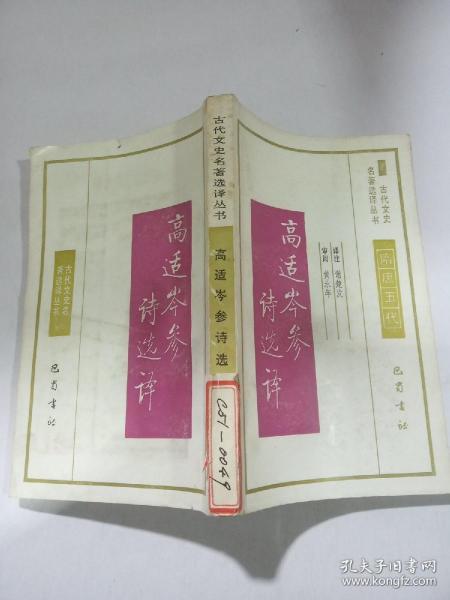 古代文史名
著选译丛书
高适岑参
诗选译
巴蜀书社
古代文史名著选译丛书
高适岑参诗选
CSY-0049
高适岑参
诗选译
译注 谢楚发
审阅 黄永年
古代文史
名著选译丛书
隋唐五代
巴蜀书社
孔夫子旧书网
www.kongfz.com